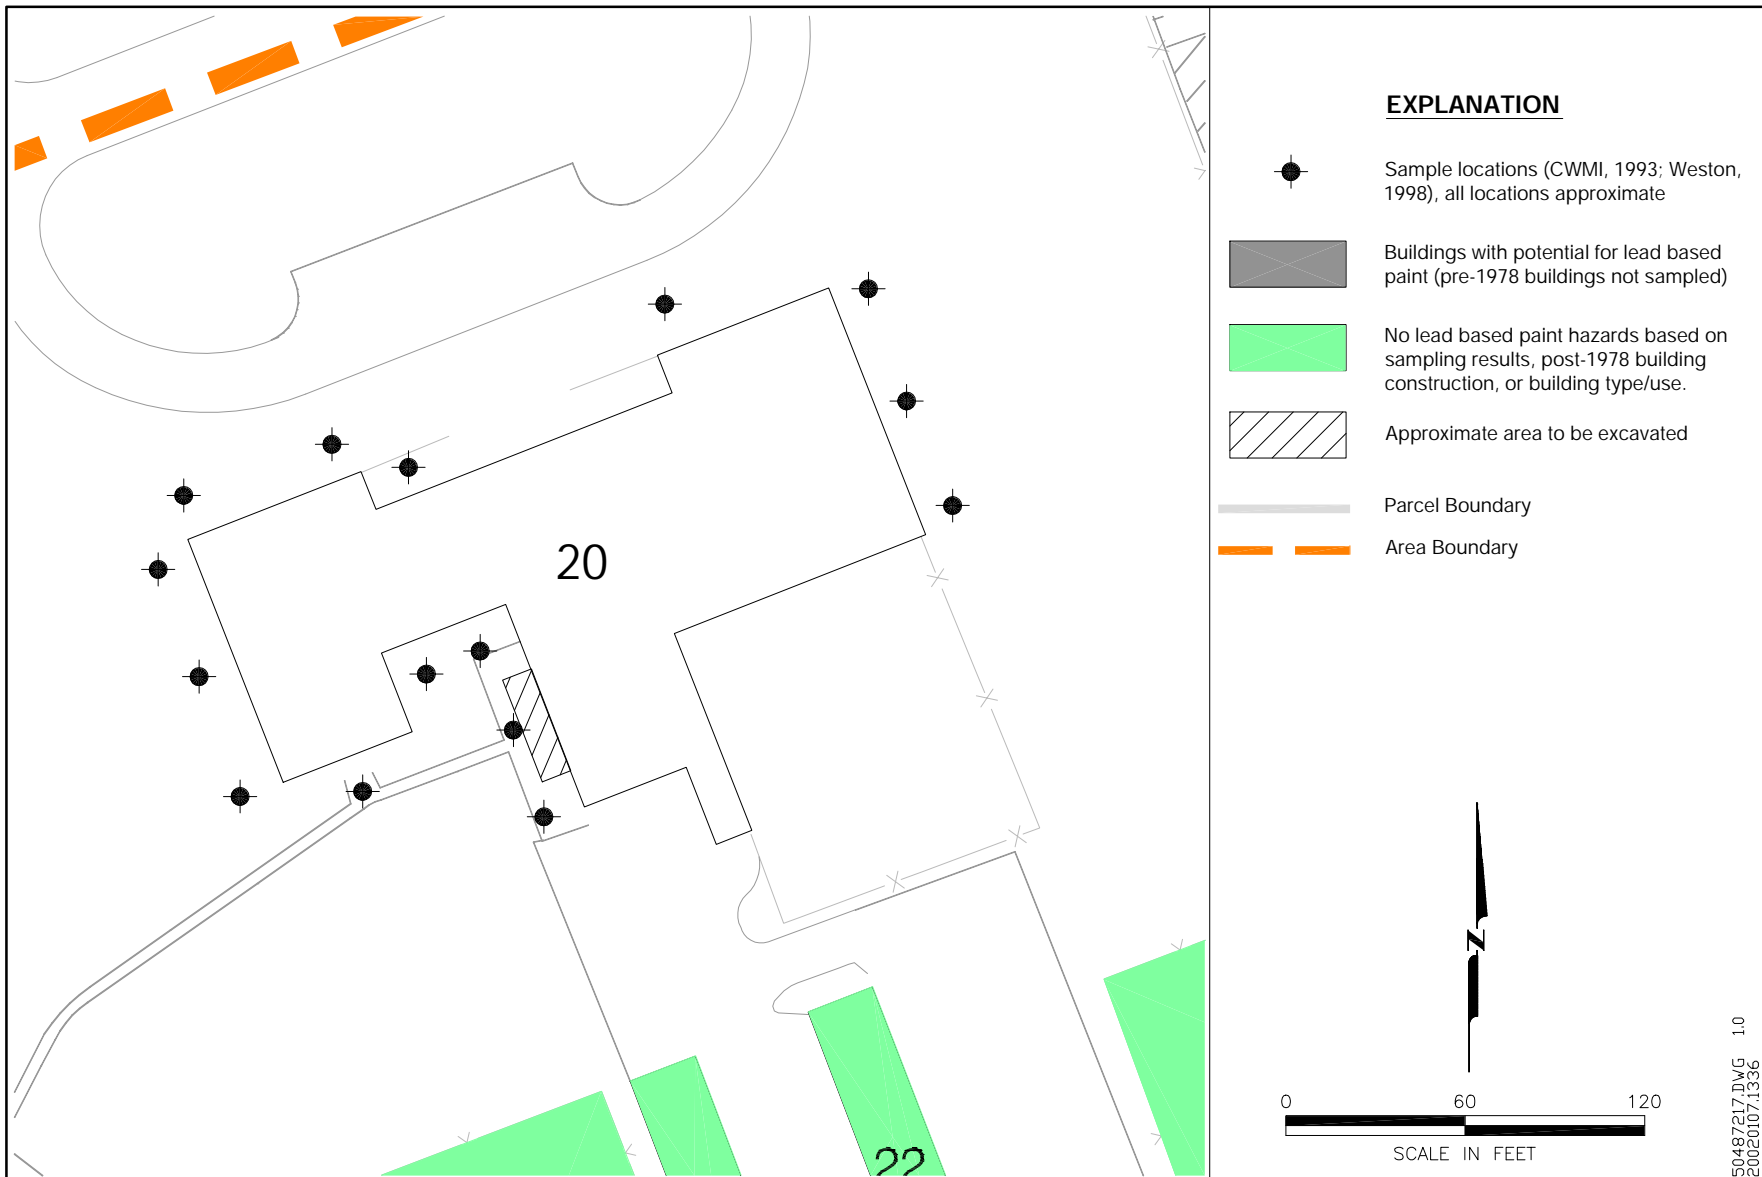 EXPLANATION
Sample locations (CWMI, 1993; Weston,
1998), all locations approximate
Buildings with potential for lead based
paint (pre-1978 buildings not sampled)
No lead based paint hazards based on
sampling results, post-1978 building
construction, or building type/use.
Approximate area to be excavated
Parcel Boundary
Area Boundary
20
22
N
0 60 120
SCALE IN FEET
50487217.DWG 1.0
20020107.1336